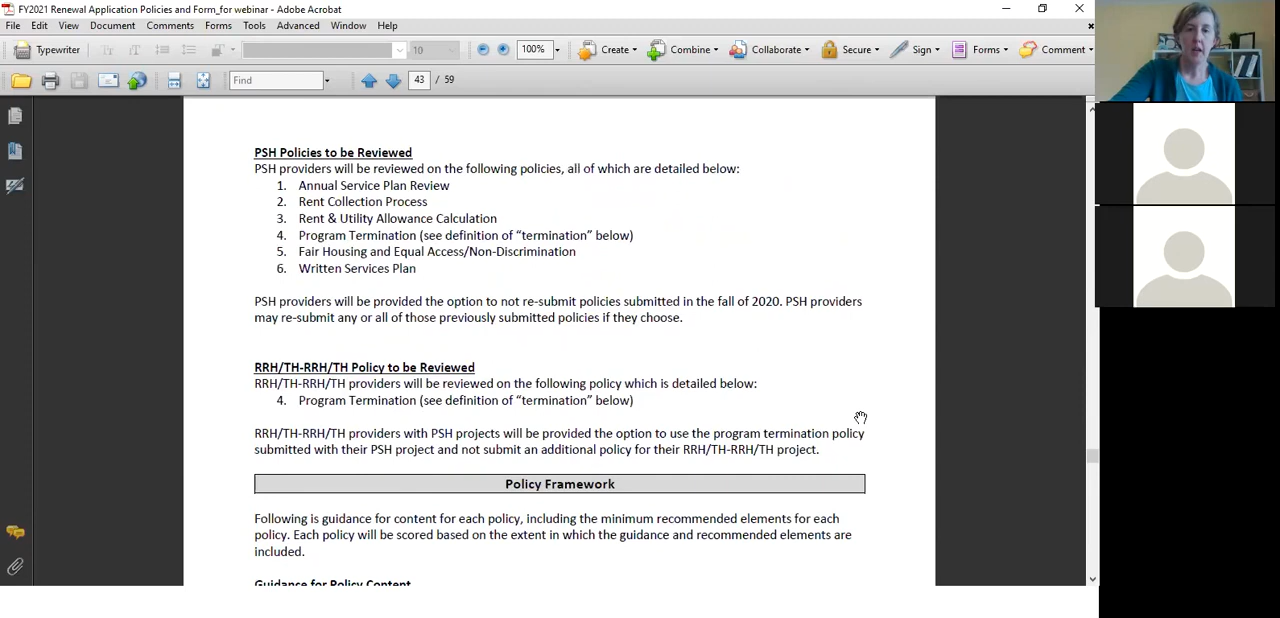 FY2021 Renewal Application Policies and Form_for webinar - Adobe Acrobat
File Edit View Document Comments Forms Tools Advanced Window Help
Typewriter 10 100% Create Combine Collaborate Secure Sign Forms Comment
Find 43 / 59
PSH Policies to be Reviewed
PSH providers will be reviewed on the following policies, all of which are detailed below:
1. Annual Service Plan Review
2. Rent Collection Process
3. Rent & Utility Allowance Calculation
4. Program Termination (see definition of “termination” below)
5. Fair Housing and Equal Access/Non-Discrimination
6. Written Services Plan
PSH providers will be provided the option to not re-submit policies submitted in the fall of 2020. PSH providers
may re-submit any or all of those previously submitted policies if they choose.
RRH/TH-RRH/TH Policy to be Reviewed
RRH/TH-RRH/TH providers will be reviewed on the following policy which is detailed below:
4. Program Termination (see definition of “termination” below)
RRH/TH-RRH/TH providers with PSH projects will be provided the option to use the program termination policy
submitted with their PSH project and not submit an additional policy for their RRH/TH-RRH/TH project.
Policy Framework
Following is guidance for content for each policy, including the minimum recommended elements for each
policy. Each policy will be scored based on the extent in which the guidance and recommended elements are
included.
Guidance for Policy Content